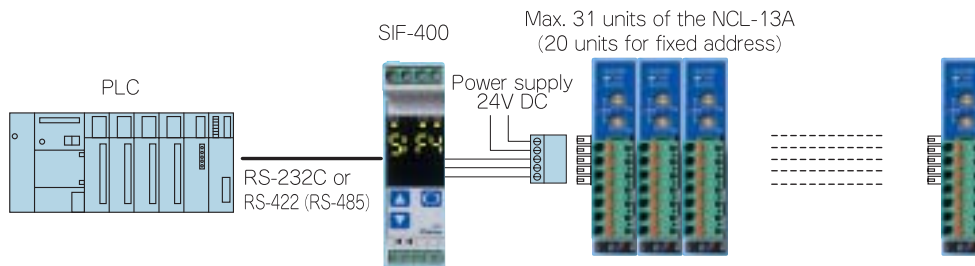 Max. 31 units of the NCL-13A
(20 units for fixed address)
SIF-400
Power supply
24V DC
PLC
RS-232C or
RS-422 (RS-485)